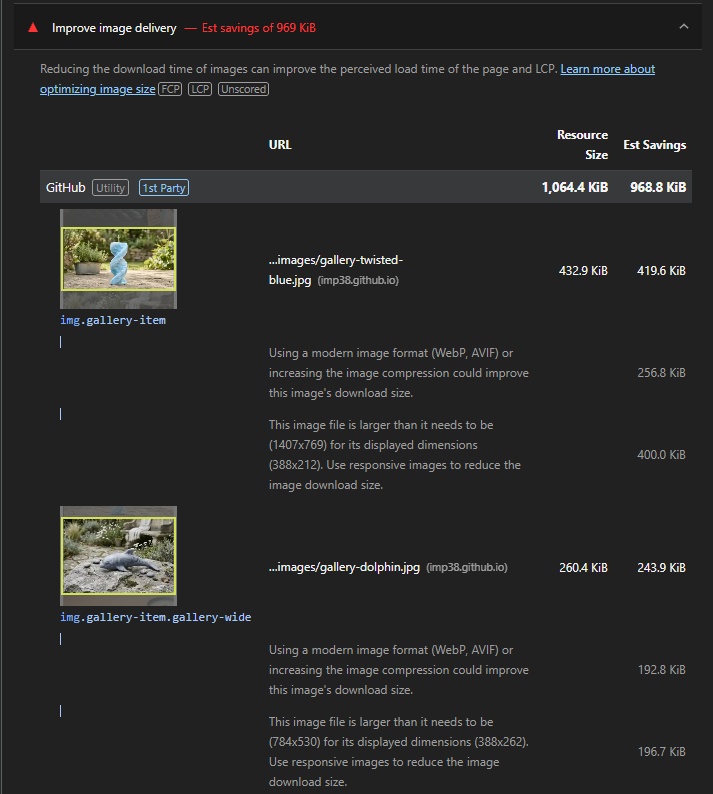 Improve image delivery — Est savings of 969 KiB
Reducing the download time of images can improve the perceived load time of the page and LCP. Learn more about
optimizing image size FCP LCP Unscored
URL Resource Size Est Savings
GitHub Utility 1st Party 1,064.4 KiB 968.8 KiB
...images/gallery-twisted-
blue.jpg (imp38.github.io) 432.9 KiB 419.6 KiB
img.gallery-item
Using a modern image format (WebP, AVIF) or
increasing the image compression could improve 256.8 KiB
this image's download size.
This image file is larger than it needs to be
(1407x769) for its displayed dimensions
(388x212). Use responsive images to reduce the 400.0 KiB
image download size.
...images/gallery-dolphin.jpg (imp38.github.io) 260.4 KiB 243.9 KiB
img.gallery-item.gallery-wide
Using a modern image format (WebP, AVIF) or
increasing the image compression could improve 192.8 KiB
this image's download size.
This image file is larger than it needs to be
(784x530) for its displayed dimensions (388x262). 196.7 KiB
Use responsive images to reduce the image
download size.